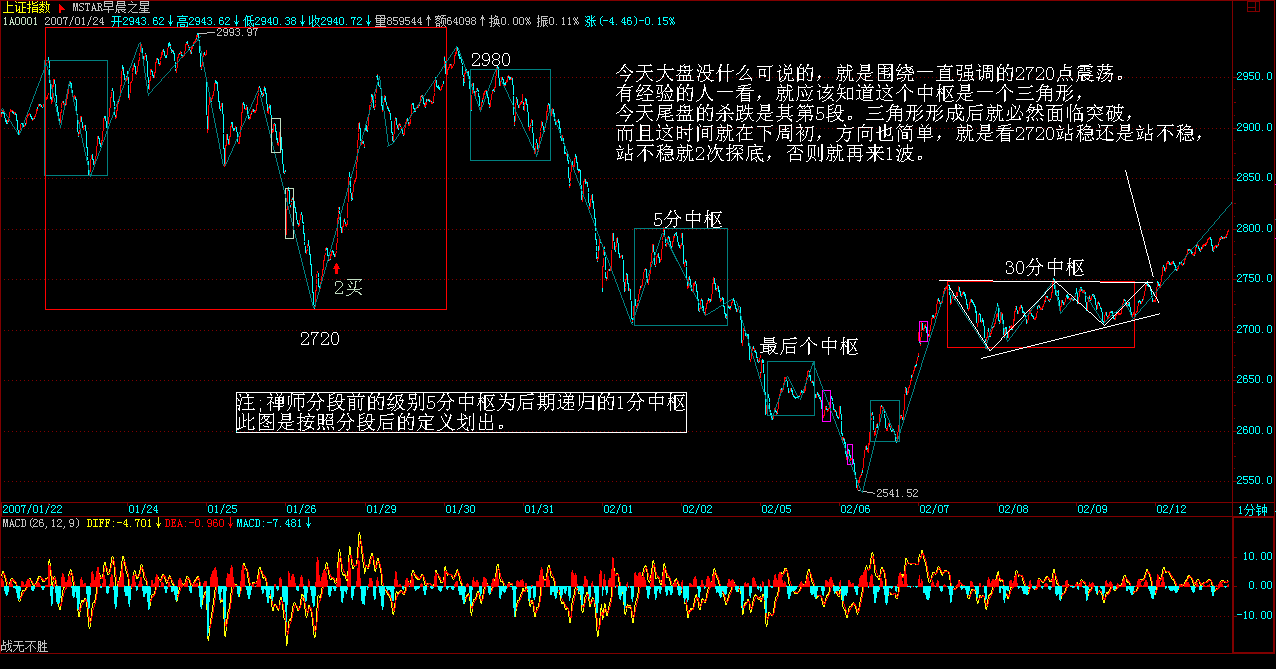 上证指数 MSTAR早晨之星
1A0001 2007/01/24 开2943.62↓高2943.62↓低2940.38↓收2940.72↓量859544↑额64098↑换0.00% 振0.11% 涨(-4.46)-0.15%
2993.97
2980
今天大盘没什么可说的，就是围绕一直强调的2720点震荡。
有经验的人一看，就应该知道这个中枢是一个三角形，
今天尾盘的杀跌是其第5段。三角形形成后就必然面临突破，
而且这时间就在下周初，方向也简单，就是看2720站稳还是站不稳，
站不稳就2次探底，否则就再来1波。
2950.0
2900.0
2850.0
2800.0
2750.0
2700.0
2650.0
2600.0
2550.0
5分中枢
30分中枢
2买
2720
最后个中枢
注;禅师分段前的级别5分中枢为后期递归的1分中枢
此图是按照分段后的定义划出。
2541.52
2007/01/22 01/24 01/25 01/26 01/29 01/30 01/31 02/01 02/02 02/05 02/06 02/07 02/08 02/09 02/12 1分钟
MACD(26,12,9) DIFF:-4.701↓DEA:-0.960↓MACD:-7.481↓
10.00
0.00
-10.00
战无不胜